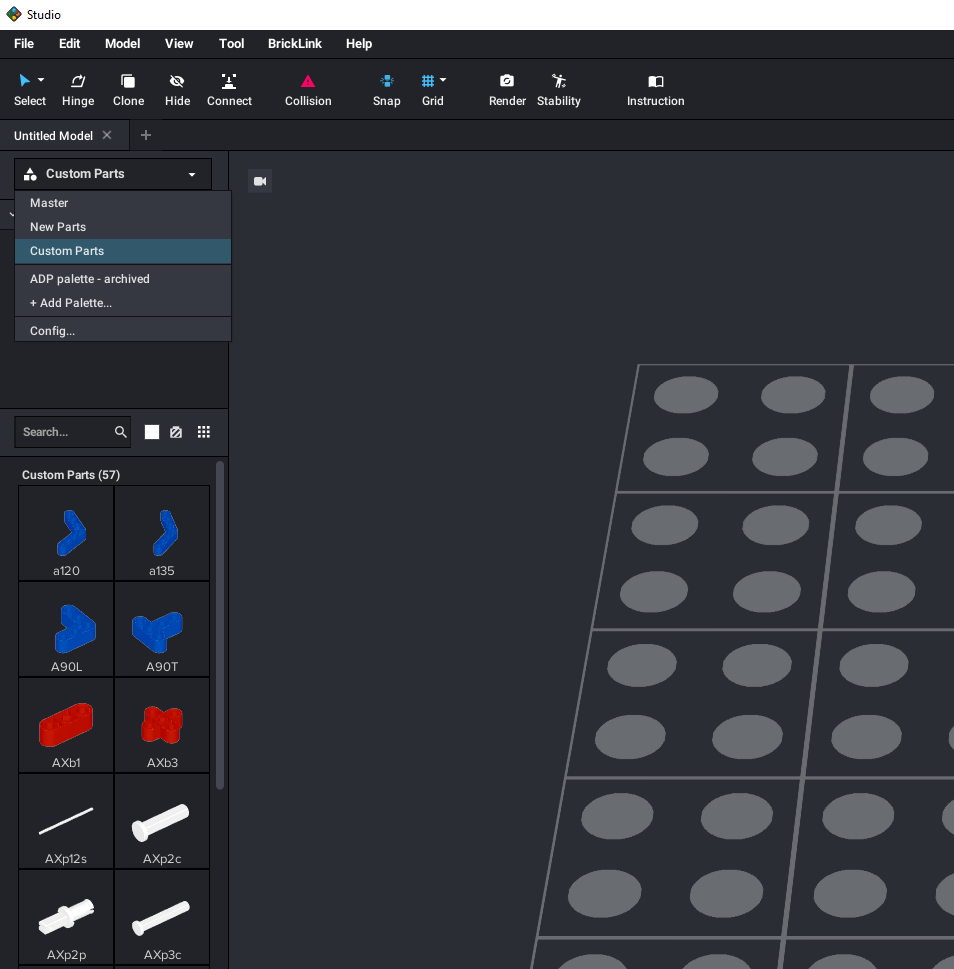 Studio
File Edit Model View Tool BrickLink Help
Select Hinge Clone Hide Connect Collision Snap Grid Render Stability Instruction
Untitled Model
Custom Parts
Master
New Parts
Custom Parts
ADP palette - archived
+ Add Palette...
Config...
Search...
Custom Parts (57)
a120 a135
A90L A90T
AXb1 AXb3
AXp12s AXp2c
AXp2p AXp3c